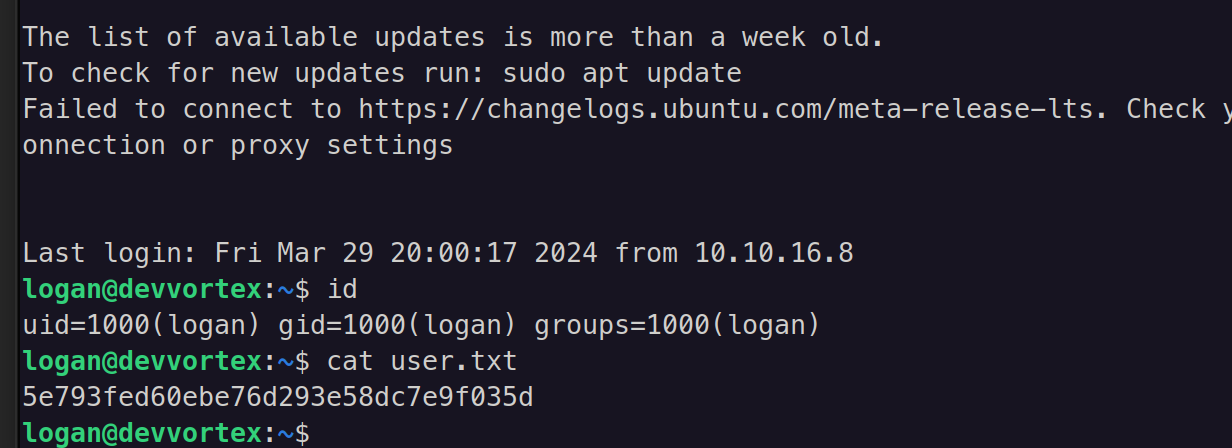 The list of available updates is more than a week old.
To check for new updates run: sudo apt update
Failed to connect to https://changelogs.ubuntu.com/meta-release-lts. Check
onnection or proxy settings
Last login: Fri Mar 29 20:00:17 2024 from 10.10.16.8
logan@devvortex:~$ id
uid=1000(logan) gid=1000(logan) groups=1000(logan)
logan@devvortex:~$ cat user.txt
5e793fed60ebe76d293e58dc7e9f035d
logan@devvortex:~$